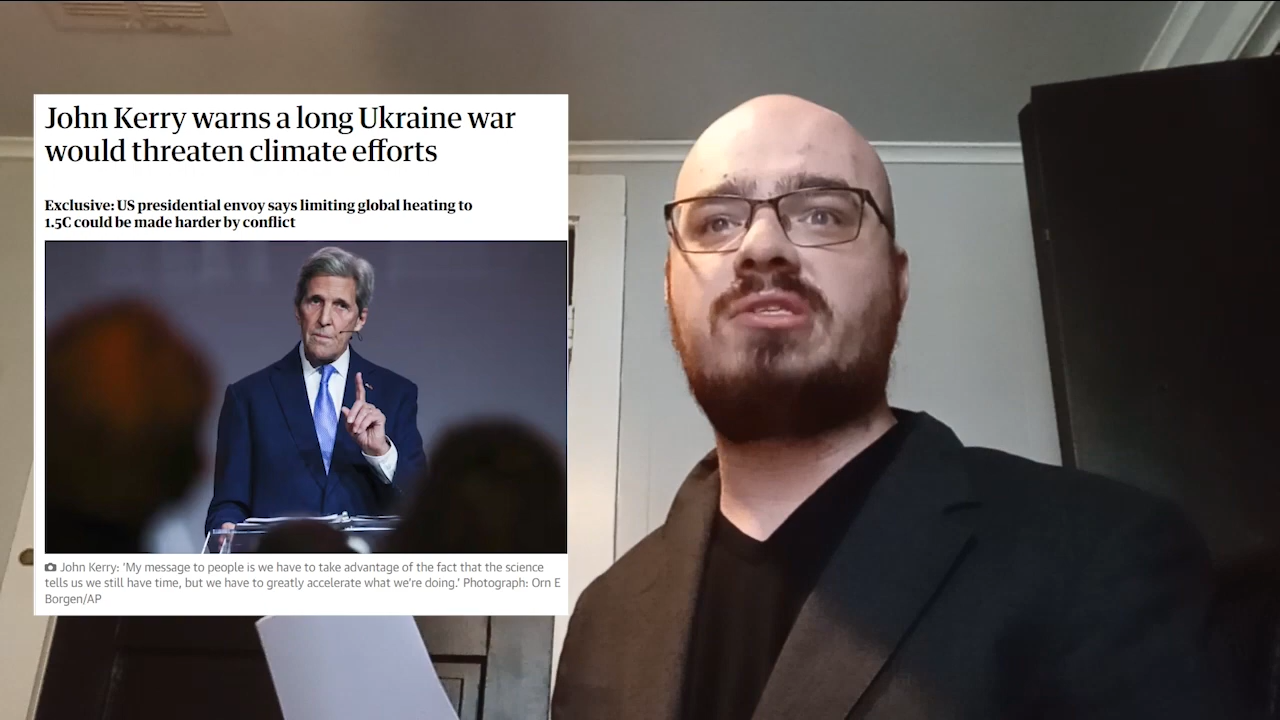 John Kerry warns a long Ukraine war
would threaten climate efforts
Exclusive: US presidential envoy says limiting global heating to
1.5C could be made harder by conflict
John Kerry: ‘My message to people is we have to take advantage of the fact that the science
tells us we still have time, but we have to greatly accelerate what we’re doing.’ Photograph: Orn E
Borgen/AP